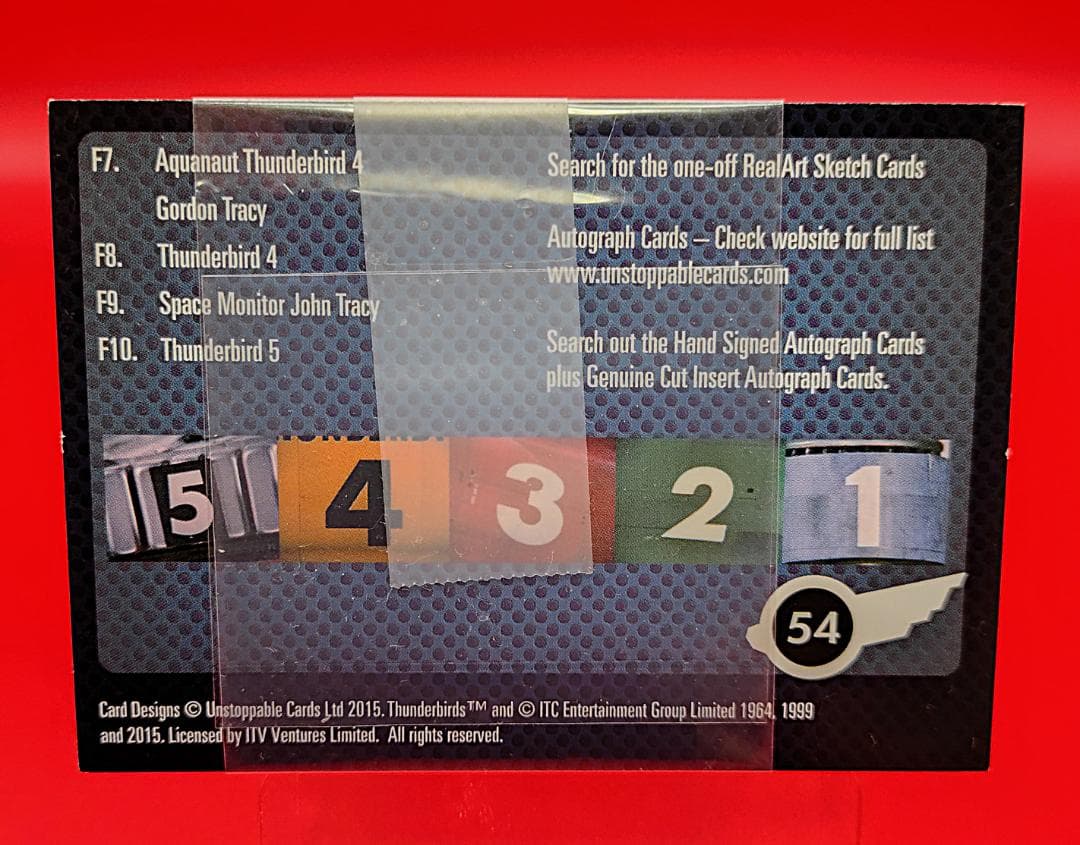 F7. Aquanaut Thunderbird 4
Gordon Tracy
F8. Thunderbird 4
F9. Space Monitor John Tracy
F10. Thunderbird 5
Search for the one-off RealArt Sketch Cards
Autograph Cards – Check website for full list
www.unstoppablecards.com
Search out the Hand Signed Autograph Cards
plus Genuine Cut Insert Autograph Cards.
5 4 3 2 1
54
Card Designs © Unstoppable Cards Ltd 2015. Thunderbirds™ and © ITC Entertainment Group Limited 1964, 1999
and 2015. Licensed by ITV Ventures Limited. All rights reserved.